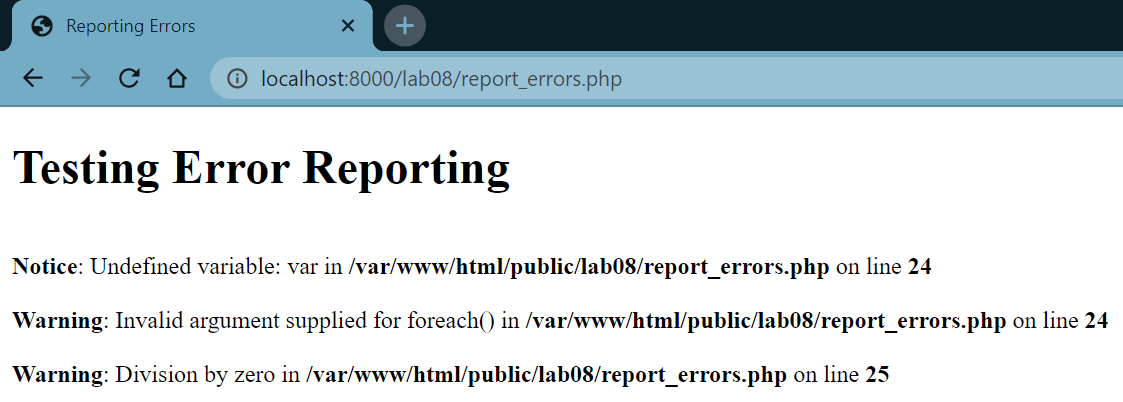 Reporting Errors
localhost:8000/lab08/report_errors.php
Testing Error Reporting
Notice: Undefined variable: var in /var/www/html/public/lab08/report_errors.php on line 24
Warning: Invalid argument supplied for foreach() in /var/www/html/public/lab08/report_errors.php on line 24
Warning: Division by zero in /var/www/html/public/lab08/report_errors.php on line 25